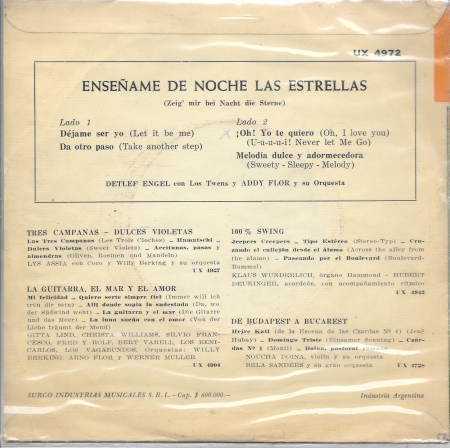 UX 4972
ENSEÑAME DE NOCHE LAS ESTRELLAS
(Zeig' mir bei Nacht die Sterne)
Lado 1
Déjame ser yo (Let it be me)
Da otro paso (Take another step)
Lado 2
¡Oh! Yo te quiero (Oh, I love you)
(U-u-u-u-i! Never let Me Go)
Melodía dulce y adormecedora
(Sweety - Sleepy - Melody)
DETLEF ENGEL con Los Twens y ADDY FLOR y su Orquesta
TRES CAMPANAS – DULCES VIOLETAS
Las Tres Campanas (Les Trois Cloches) – Hanatschi –
Dulces Violetas (Sweet Violets) – Aceitunas, pasas y
almendras (Oliven, Rosinen und Mandeln)
LYS ASSIA con Coro y Willy Berking y su orquesta
UX 4927
LA GUITARRA, EL MAR Y EL AMOR
Mi felicidad – Quiero serte siempre fiel (Immer will ich
treu dir sein) – Allí donde sopla la sudestada (Da, wo
der Südwind weht) – La guitarra y el mar (Die Gitarre
und das Meer) – La luna sueña con el amor (Von der
Liebe träumt der Mond)
GITTA LIND, CHRISTA WILLIAMS, SILVIO FRAN-
CESCO, FRED Y ROLF, BERT VARELL, LOS BENI-
CARLOS, LOS VAGABUNDOS, Orquestas: WILLY
BERKING, ARNO FLOR y WERNER MULLER
UX 4904
100 % SWING
Jeepers Creepers – Tipo Estéreo (Stereo-Typ) – Cru-
zando el callejón desde el álamo (Across the alley from
the alamo) – Paseando por el Boulevard (Boulevard-
Bummel)
KLAUS WUNDERLICH, órgano Hammond - HUBERT
DEURINGER, acordeón, con acompañamiento rítmico
UX 4943
DE BUDAPEST A BUCAREST
Hejre Kati (de la Escena de las Czardas Nº 4) (Jenö
Hubay) – Domingo Triste (Einsamer Sonntag) – Czar-
das Nº 1 (Monti) – Doina, pastoral
NOUCHA DOINA, violín y su orquesta
BELA SANDERS y su gran orquesta UX 4728
SURCO INDUSTRIAS MUSICALES S. R. L. - Cap. $ 600.000.—
Industria Argentina